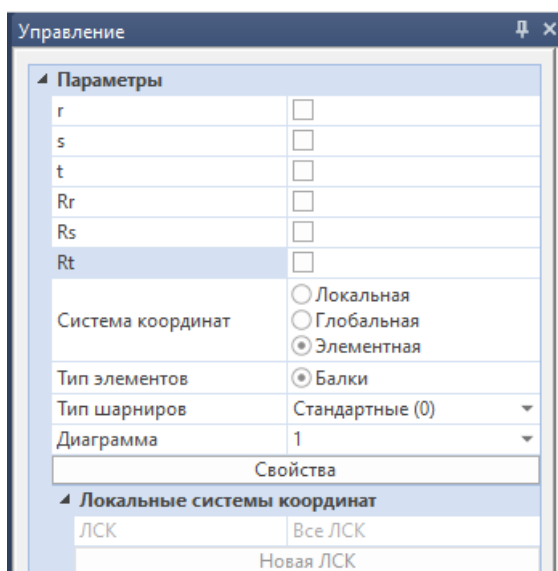 Управление
Параметры
r
s
t
Rr
Rs
Rt
Система координат
Локальная
Глобальная
Элементная
Тип элементов Балки
Тип шарниров Стандартные (0)
Диаграмма 1
Свойства
Локальные системы координат
ЛСК Все ЛСК
Новая ЛСК